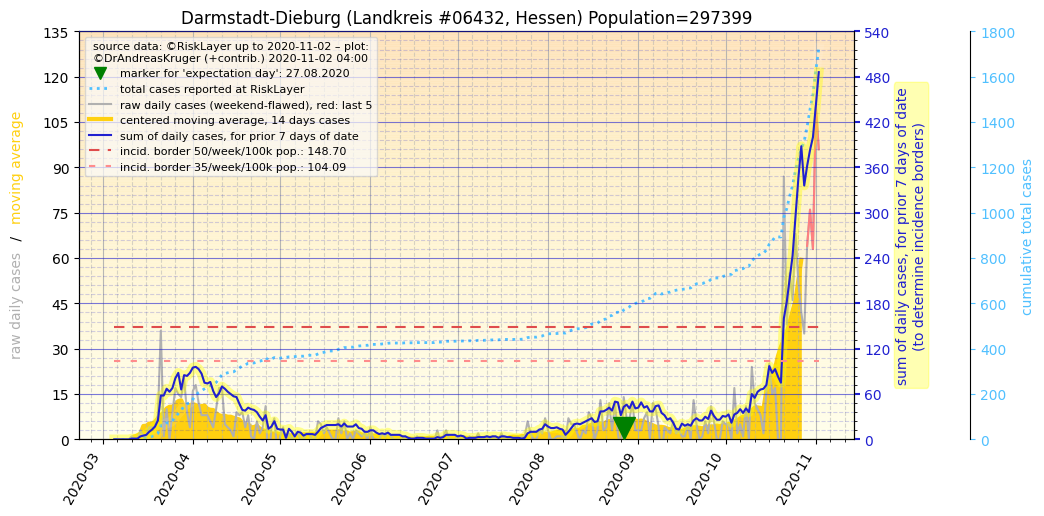 Darmstadt-Dieburg (Landkreis #06432, Hessen) Population=297399
source data: ©RiskLayer up to 2020-11-02 – plot:
©DrAndreasKruger (+contrib.) 2020-11-02 04:00
marker for 'expectation day': 27.08.2020
total cases reported at RiskLayer
raw daily cases (weekend-flawed), red: last 5
centered moving average, 14 days cases
sum of daily cases, for prior 7 days of date
incid. border 50/week/100k pop.: 148.70
incid. border 35/week/100k pop.: 104.09
raw daily cases / moving average
135
120
105
90
75
60
45
30
15
0
2020-03
2020-04
2020-05
2020-06
2020-07
2020-08
2020-09
2020-10
2020-11
540
480
420
360
300
240
180
120
60
0
sum of daily cases, for prior 7 days of date
(to determine incidence borders)
1800
1600
1400
1200
1000
800
600
400
200
0
cumulative total cases